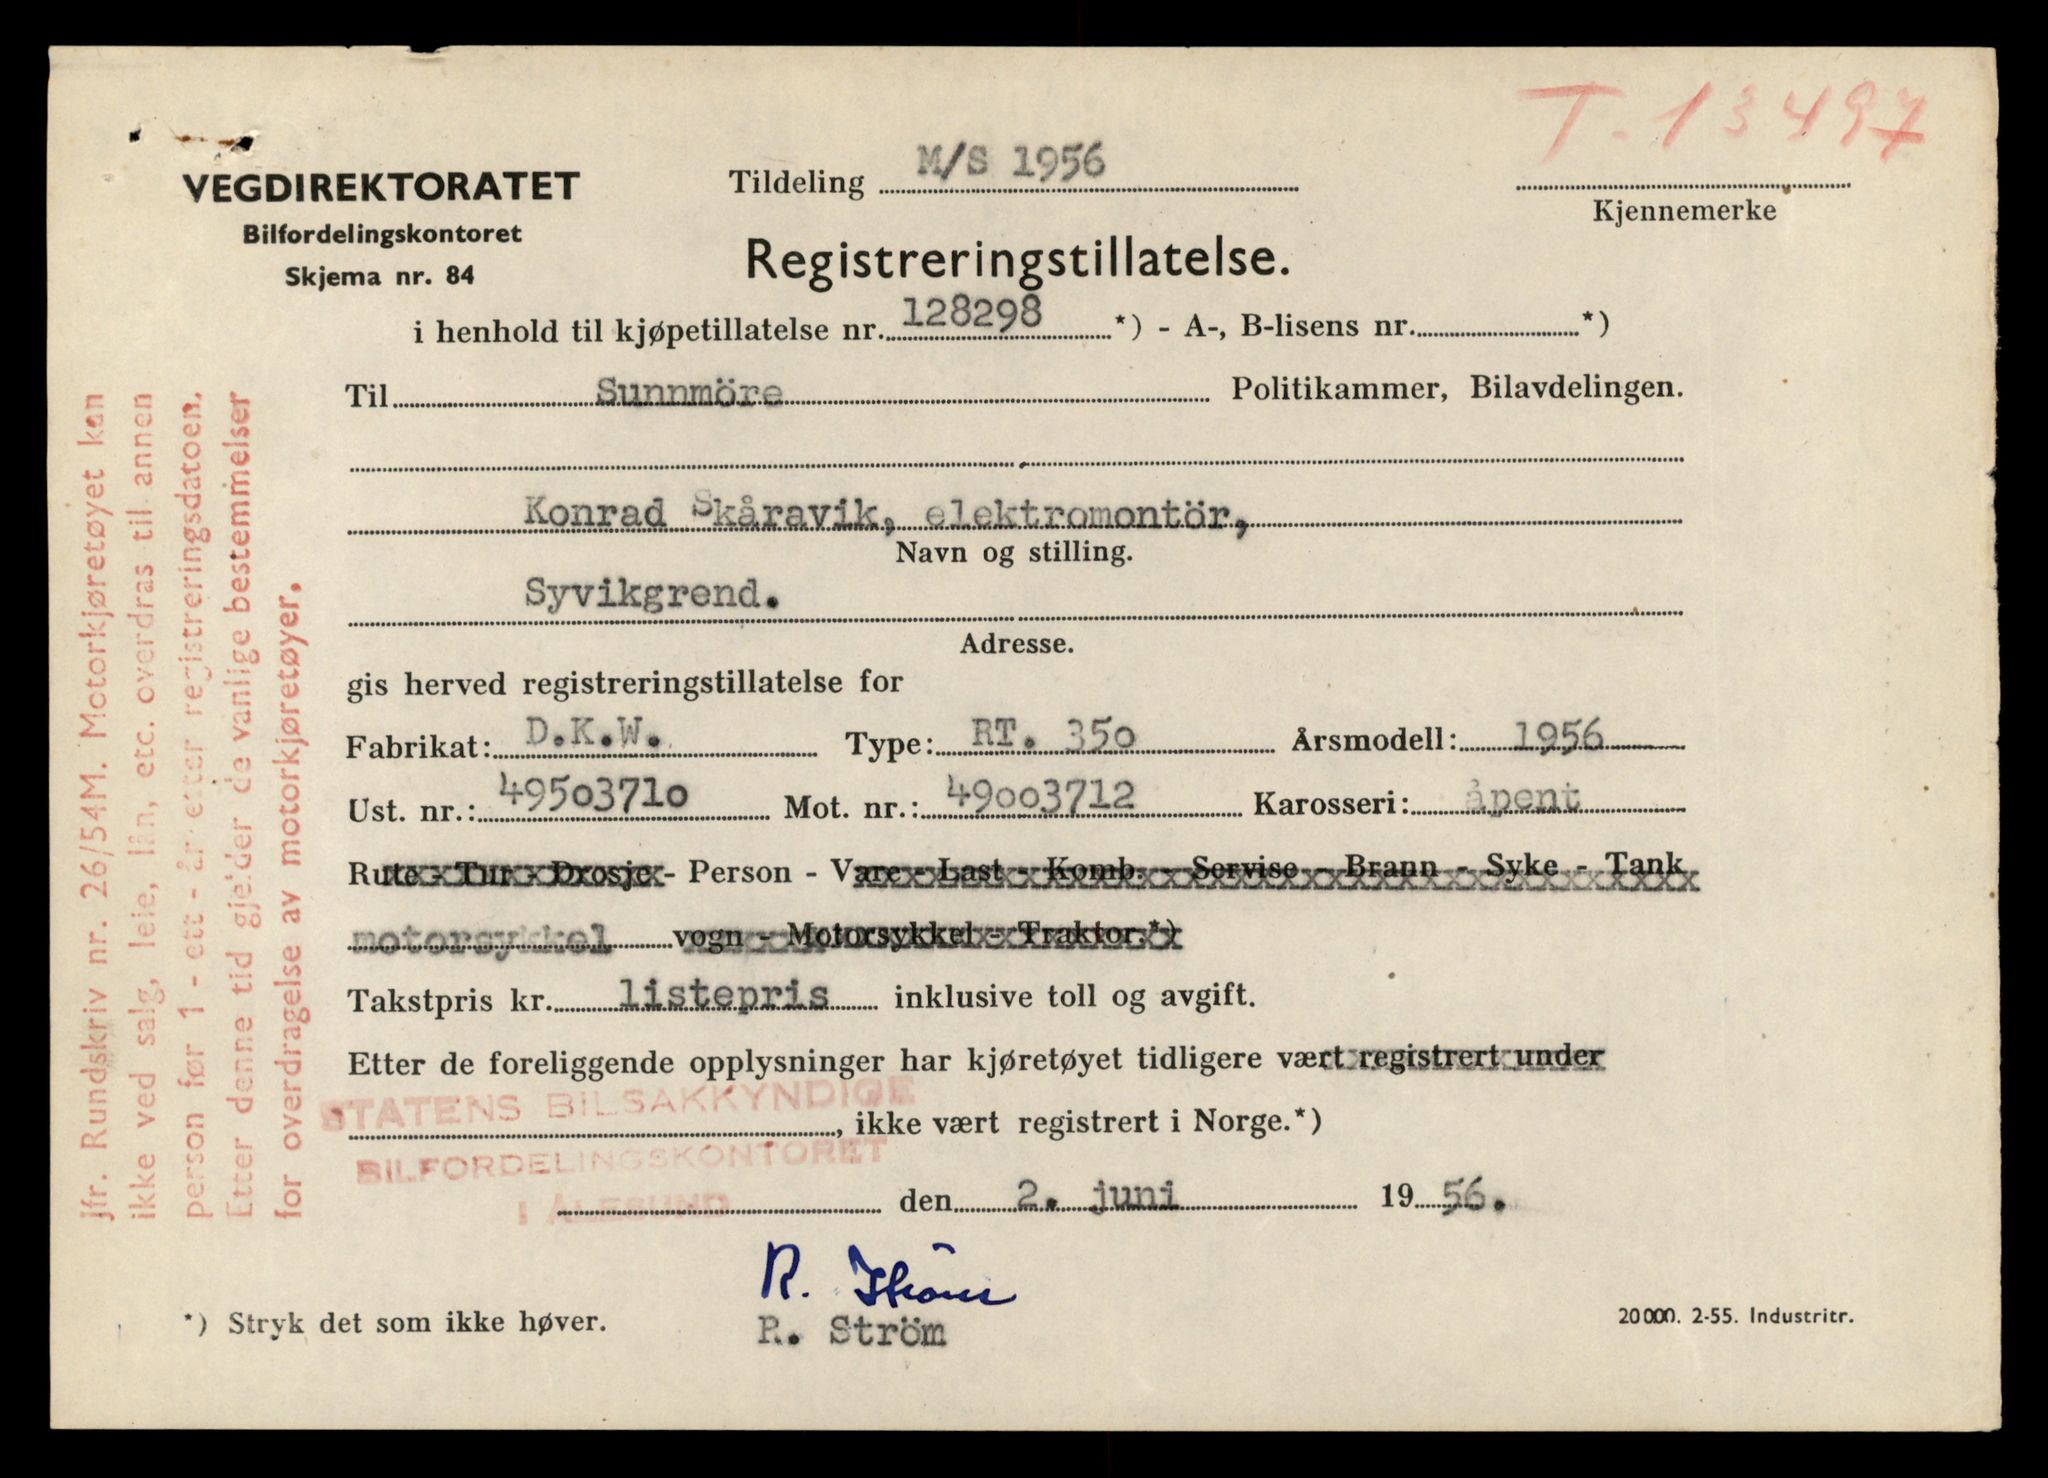 T-13497
VEGDIREKTORATET
Bilfordelingskontoret
Skjema nr. 84
Tildeling M/S 1956
Kjennemerke
Registreringstillatelse.
i henhold til kjøpetillatelse nr. 128298 *) - A-, B-lisens nr. *)
Til Sunnmöre Politikammer, Bilavdelingen.
Konrad Skåravik, elektromontör,
Navn og stilling.
Syvikgrend.
Adresse.
gis herved registreringstillatelse for
Fabrikat: D.K.W. Type: RT. 350 Årsmodell: 1956
Ust. nr.: 49503710 Mot. nr.: 49003712 Karosseri: åpent
Rute - Tur - Drosje - Person - Vare - Last - Komb. - Servise - Brann - Syke - Tank
motorsykkel vogn - Motorsykkel - Traktor.*)
Takstpris kr. listepris inklusive toll og avgift.
Etter de foreliggende opplysninger har kjøretøyet tidligere vært registrert under
, ikke vært registrert i Norge.*)
STATENS BILSAKKYNDIGE
BILFORDELINGSKONTORET
I ÅLESUND
den 2. juni 1956.
R. Ström
R. Ström
*) Stryk det som ikke høver.
20000. 2-55. Industritr.
jfr. Rundskriv nr. 26/54M. Motorkjøretøyet kan
ikke ved salg, leie, lån, etc. overdras til annen
person før 1 - ett - år etter registreringsdatoen.
Etter denne tid gjelder de vanlige bestemmelser
for overdragelse av motorkjøretøyer.